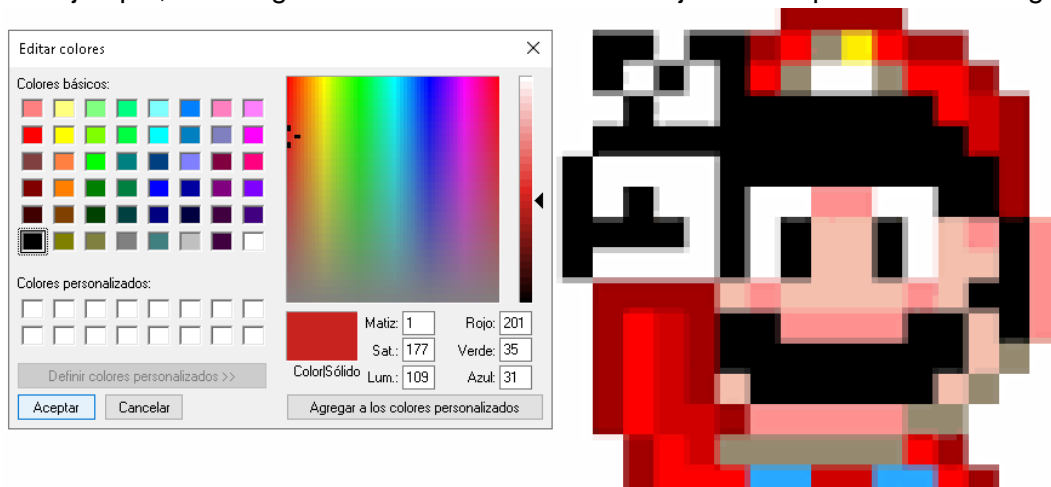 Editar colores
Colores básicos:
Colores personalizados:
Definir colores personalizados >>
Aceptar Cancelar
Color|Sólido
Matiz: 1 Rojo: 201
Sat.: 177 Verde: 35
Lum.: 109 Azul: 31
Agregar a los colores personalizados